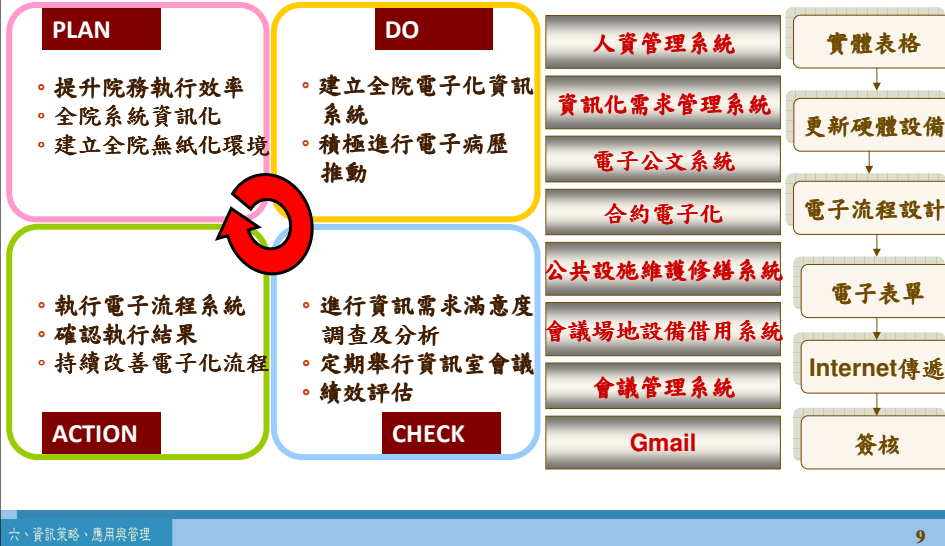 PLAN
。提升院務執行效率
。全院系統資訊化
。建立全院無紙化環境
DO
。建立全院電子化資訊
系統
。積極進行電子病歷
推動
。執行電子流程系統
。確認執行結果
。持續改善電子化流程
ACTION
。進行資訊需求滿意度
調查及分析
。定期舉行資訊室會議
。績效評估
CHECK
人資管理系統
資訊化需求管理系統
電子公文系統
合約電子化
公共設施維護修繕系統
會議場地設備借用系統
會議管理系統
Gmail
實體表格
更新硬體設備
電子流程設計
電子表單
Internet傳遞
簽核
六、資訊策略、應用與管理
9